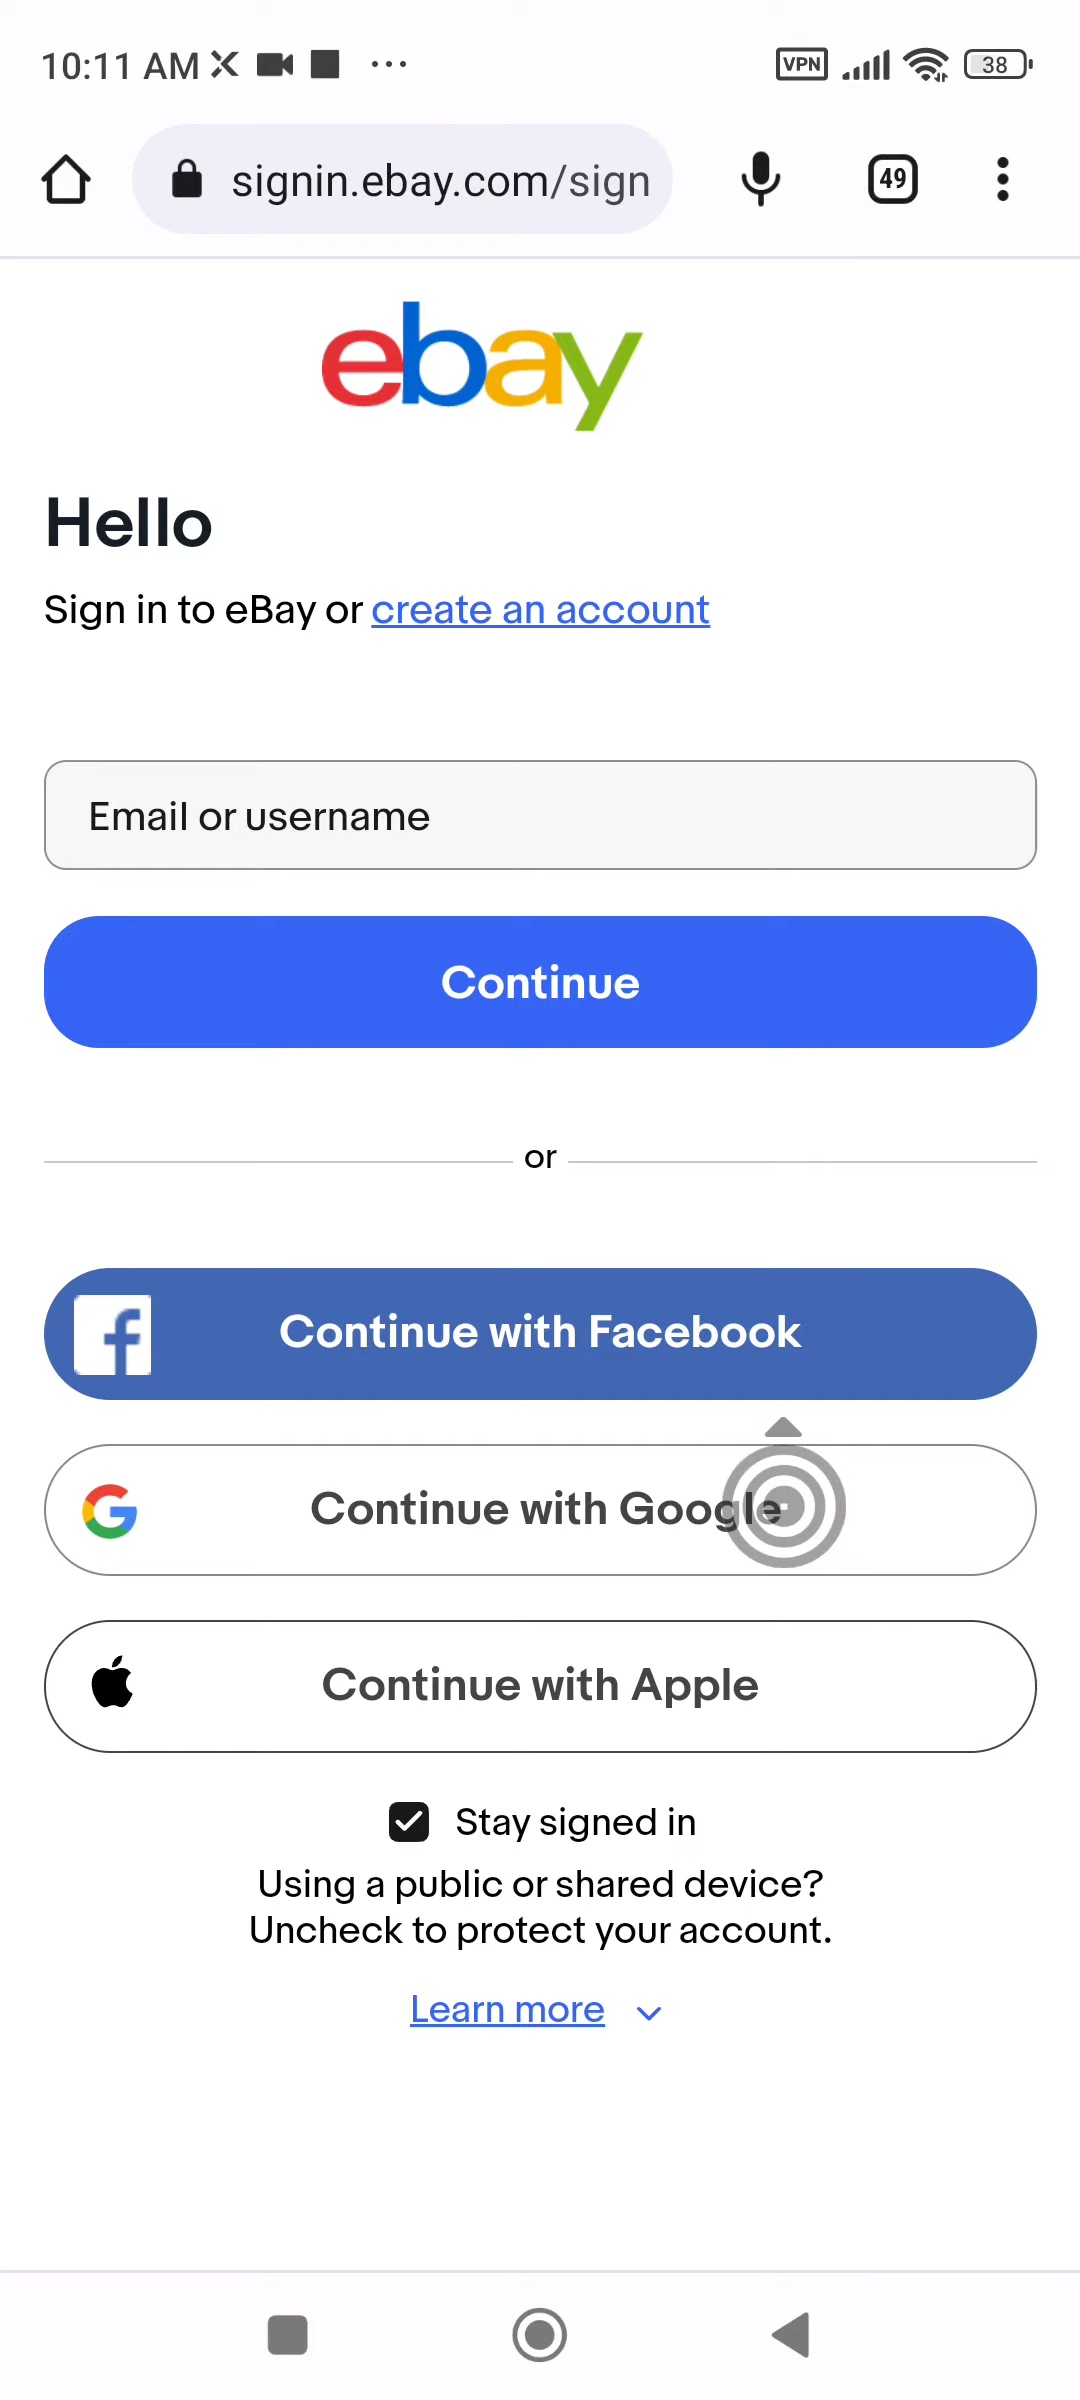 10:11 AM
VPN
38
signin.ebay.com/sign
49
ebay
Hello
Sign in to eBay or create an account
Email or username
Continue
or
Continue with Facebook
Continue with Google
Continue with Apple
Stay signed in
Using a public or shared device?
Uncheck to protect your account.
Learn more